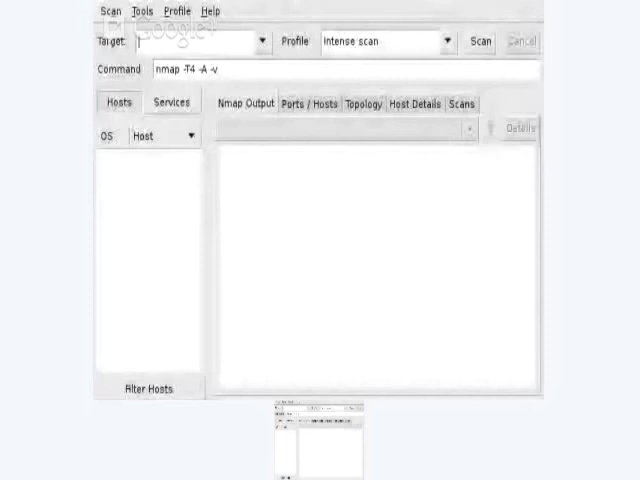 Scan Tools Profile Help
Google+
Target: Profile Intense scan Scan Cancel
Command nmap -T4 -A -v
Hosts Services Nmap Output Ports / Hosts Topology Host Details Scans
OS Host Details
Filter Hosts